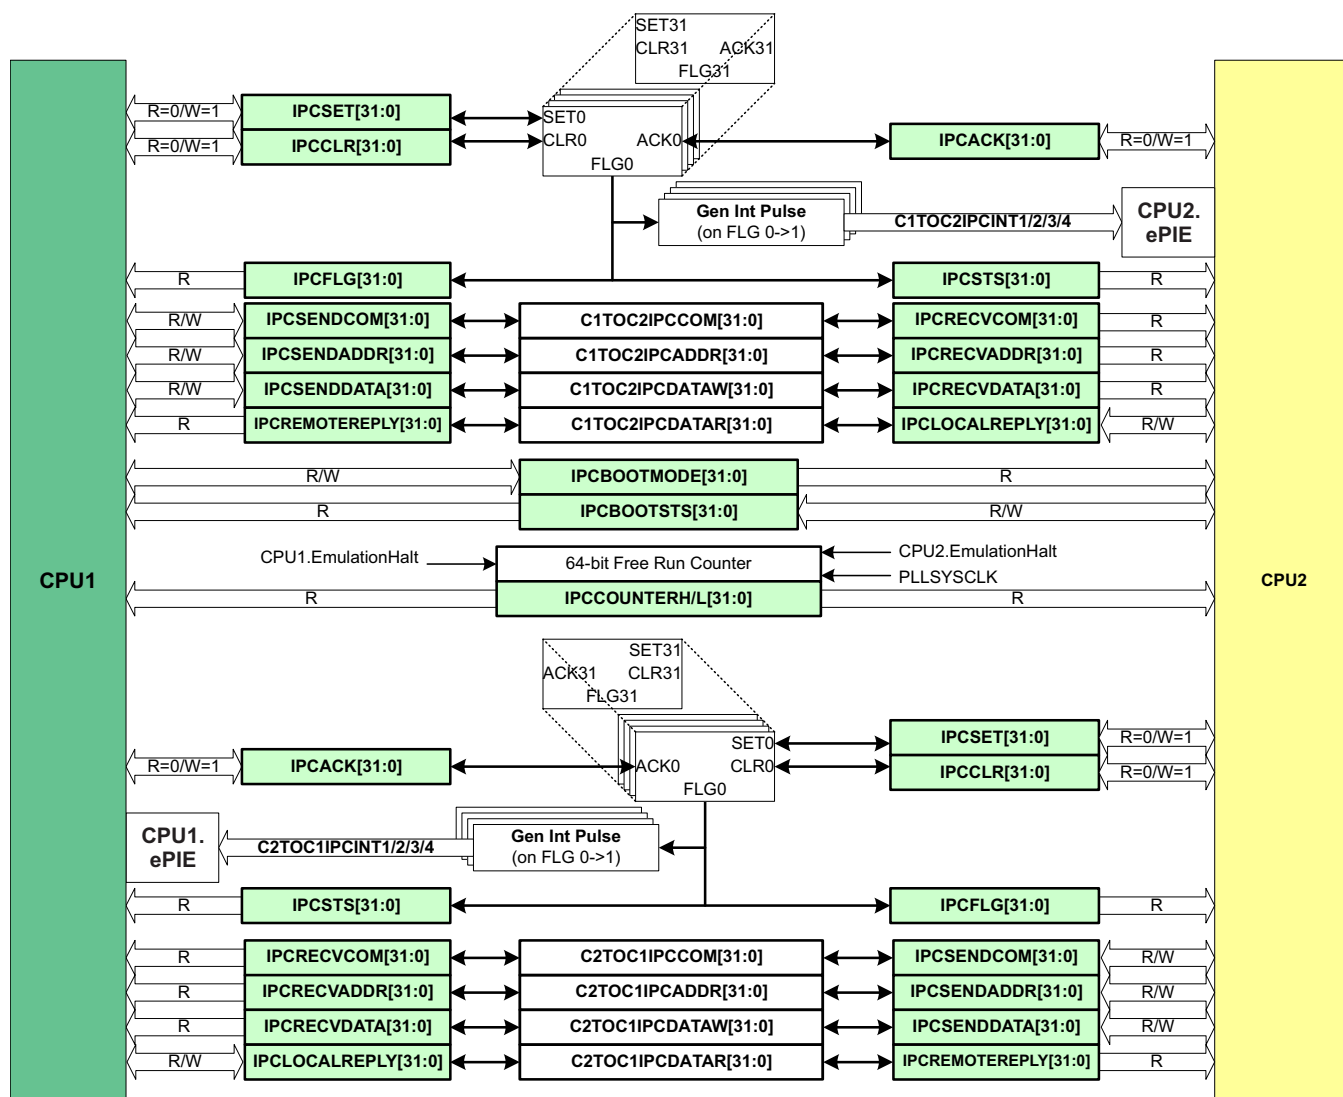 SET31
CLR31 ACK31
FLG31
R=0/W=1 IPCSET[31:0] SET0
R=0/W=1 IPCCLR[31:0] CLR0 ACK0 IPCACK[31:0] R=0/W=1
FLG0
Gen Int Pulse
(on FLG 0->1)
C1TOC2IPCINT1/2/3/4
CPU2.
ePIE
R IPCFLG[31:0] IPCSTS[31:0] R
R/W IPCSENDCOM[31:0] C1TOC2IPCCOM[31:0] IPCRECVCOM[31:0] R
R/W IPCSENDADDR[31:0] C1TOC2IPCADDR[31:0] IPCRECVADDR[31:0] R
R/W IPCSENDDATA[31:0] C1TOC2IPCDATAW[31:0] IPCRECVDATA[31:0] R
R IPCREMOTEREPLY[31:0] C1TOC2IPCDATAR[31:0] IPCLOCALREPLY[31:0] R/W
R/W IPCBOOTMODE[31:0] R
R IPCBOOTSTS[31:0] R/W
CPU1.EmulationHalt 64-bit Free Run Counter CPU2.EmulationHalt
PLLSYSCLK
CPU1
CPU2
R IPCCOUNTERH/L[31:0] R
SET31
ACK31 CLR31
FLG31
SET0 IPCSET[31:0] R=0/W=1
R=0/W=1 IPCACK[31:0] ACK0 CLR0 IPCCLR[31:0] R=0/W=1
FLG0
CPU1.
ePIE
C2TOC1IPCINT1/2/3/4
Gen Int Pulse
(on FLG 0->1)
R IPCSTS[31:0] IPCFLG[31:0] R
R IPCRECVCOM[31:0] C2TOC1IPCCOM[31:0] IPCSENDCOM[31:0] R/W
R IPCRECVADDR[31:0] C2TOC1IPCADDR[31:0] IPCSENDADDR[31:0] R/W
R IPCRECVDATA[31:0] C2TOC1IPCDATAW[31:0] IPCSENDDATA[31:0] R/W
R/W IPCLOCALREPLY[31:0] C2TOC1IPCDATAR[31:0] IPCREMOTEREPLY[31:0] R